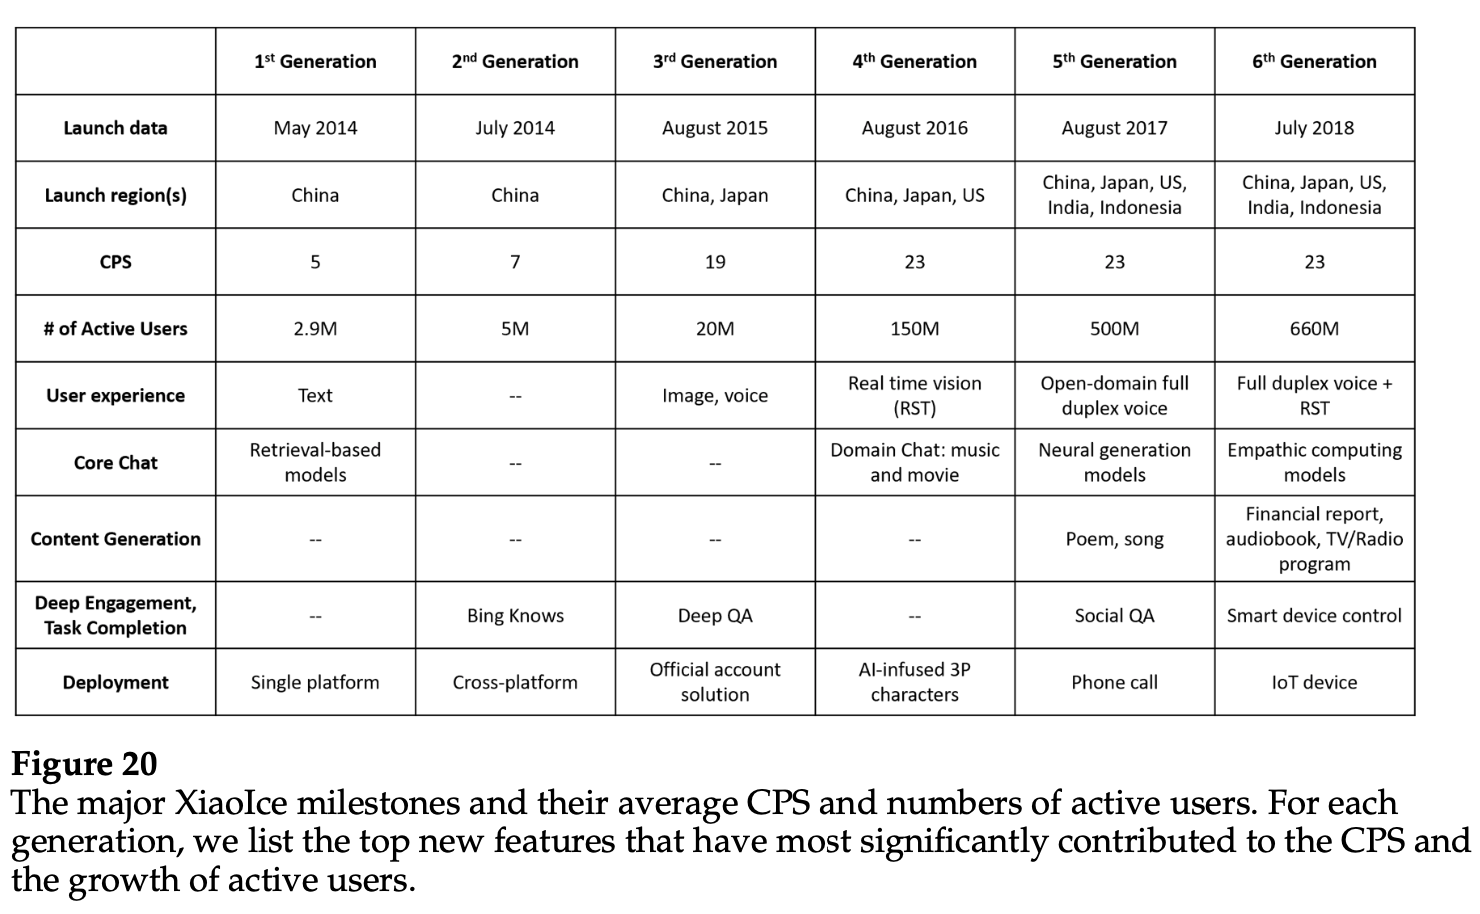 1st Generation 2nd Generation 3rd Generation 4th Generation 5th Generation 6th Generation
Launch data May 2014 July 2014 August 2015 August 2016 August 2017 July 2018
Launch region(s) China China China, Japan China, Japan, US China, Japan, US, India, Indonesia China, Japan, US, India, Indonesia
CPS 5 7 19 23 23 23
# of Active Users 2.9M 5M 20M 150M 500M 660M
User experience Text -- Image, voice Real time vision (RST) Open-domain full duplex voice Full duplex voice + RST
Core Chat Retrieval-based models -- -- Domain Chat: music and movie Neural generation models Empathic computing models
Content Generation -- -- -- -- Poem, song Financial report, audiobook, TV/Radio program
Deep Engagement, Task Completion -- Bing Knows Deep QA -- Social QA Smart device control
Deployment Single platform Cross-platform Official account solution AI-infused 3P characters Phone call IoT device
Figure 20
The major XiaoIce milestones and their average CPS and numbers of active users. For each
generation, we list the top new features that have most significantly contributed to the CPS and
the growth of active users.